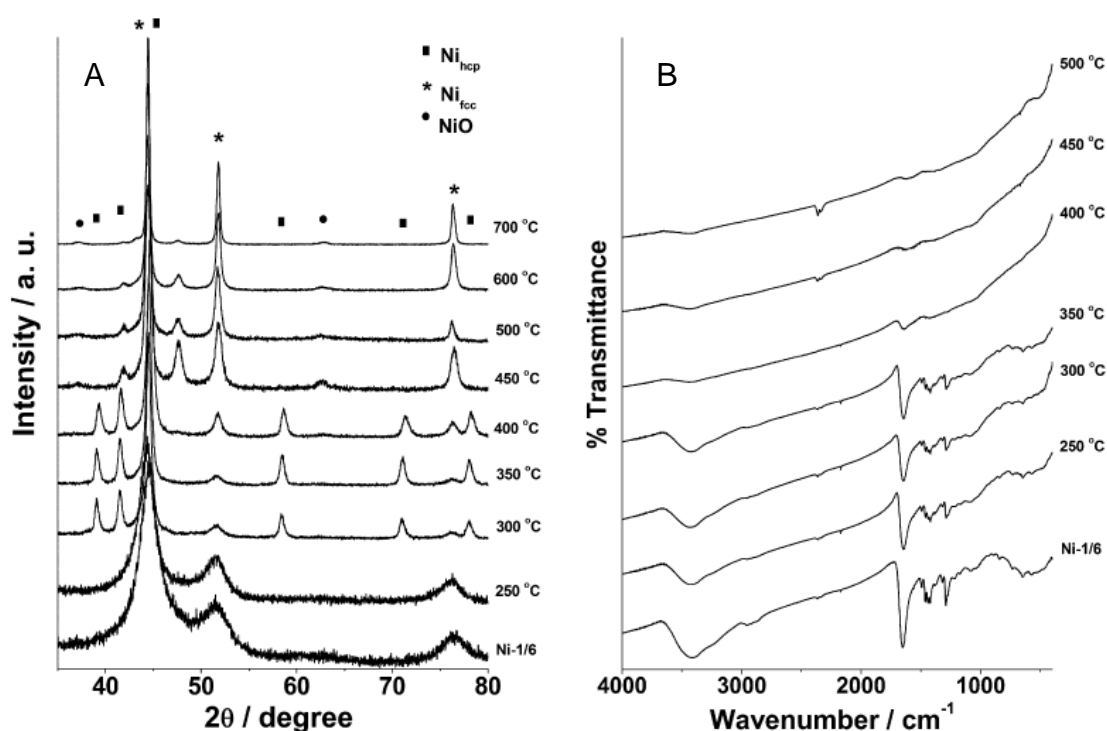 A
■ Ni_hcp
* Ni_fcc
● NiO
700 °C
600 °C
500 °C
450 °C
400 °C
350 °C
300 °C
250 °C
Ni-1/6
Intensity / a. u.
40 50 60 70 80
2θ / degree
B
500 °C
450 °C
400 °C
350 °C
300 °C
250 °C
Ni-1/6
% Transmittance
4000 3000 2000 1000
Wavenumber / cm⁻¹